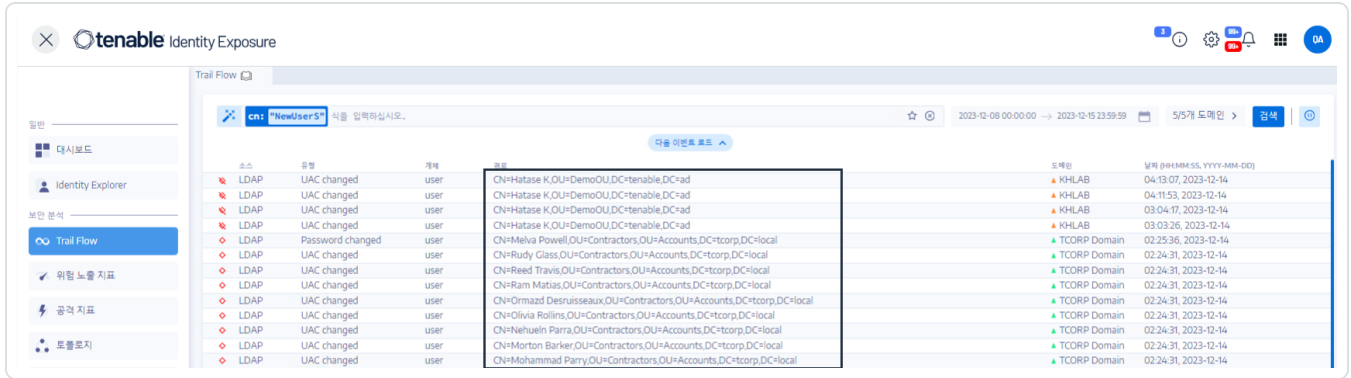 tenable Identity Exposure
3
99+
99+
QA
Trail Flow
일반
대시보드
Identity Explorer
보안 분석
Trail Flow
위험 노출 지표
공격 지표
토폴로지
cn: "NewUserS" 식을 입력하십시오.
2023-12-08 00:00:00 → 2023-12-15 23:59:59
5/5개 도메인 >
검색
다음 이벤트 로드
소스 유형 개체 경로 도메인 날짜 (HH:MM:SS, YYYY-MM-DD)
LDAP UAC changed user CN=Hatase K,OU=DemoOU,DC=tenable,DC=ad KHLAB 04:13:07, 2023-12-14
LDAP UAC changed user CN=Hatase K,OU=DemoOU,DC=tenable,DC=ad KHLAB 04:11:53, 2023-12-14
LDAP UAC changed user CN=Hatase K,OU=DemoOU,DC=tenable,DC=ad KHLAB 03:04:17, 2023-12-14
LDAP UAC changed user CN=Hatase K,OU=DemoOU,DC=tenable,DC=ad KHLAB 03:03:26, 2023-12-14
LDAP Password changed user CN=Melva Powell,OU=Contractors,OU=Accounts,DC=tcorp,DC=local TCORP Domain 02:25:36, 2023-12-14
LDAP UAC changed user CN=Rudy Glass,OU=Contractors,OU=Accounts,DC=tcorp,DC=local TCORP Domain 02:24:31, 2023-12-14
LDAP UAC changed user CN=Reed Travis,OU=Contractors,OU=Accounts,DC=tcorp,DC=local TCORP Domain 02:24:31, 2023-12-14
LDAP UAC changed user CN=Ram Matias,OU=Contractors,OU=Accounts,DC=tcorp,DC=local TCORP Domain 02:24:31, 2023-12-14
LDAP UAC changed user CN=Ormazd Desruisseaux,OU=Contractors,OU=Accounts,DC=tcorp,DC=local TCORP Domain 02:24:31, 2023-12-14
LDAP UAC changed user CN=Olivia Rollins,OU=Contractors,OU=Accounts,DC=tcorp,DC=local TCORP Domain 02:24:31, 2023-12-14
LDAP UAC changed user CN=Nehueln Parra,OU=Contractors,OU=Accounts,DC=tcorp,DC=local TCORP Domain 02:24:31, 2023-12-14
LDAP UAC changed user CN=Morton Barker,OU=Contractors,OU=Accounts,DC=tcorp,DC=local TCORP Domain 02:24:31, 2023-12-14
LDAP UAC changed user CN=Mohammad Parry,OU=Contractors,OU=Accounts,DC=tcorp,DC=local TCORP Domain 02:24:31, 2023-12-14